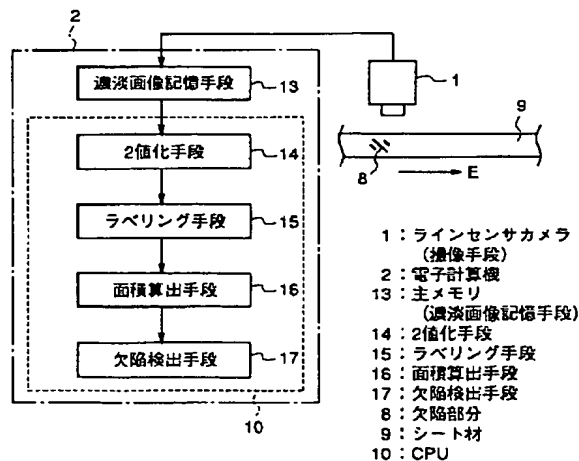 2
濃淡画像記憶手段
13
1
9
2値化手段
14
8
E
ラベリング手段
15
面積算出手段
16
欠陥検出手段
17
10
1：ラインセンサカメラ
（撮像手段）
2：電子計算機
13：主メモリ
（濃淡画像記憶手段）
14：2値化手段
15：ラベリング手段
16：面積算出手段
17：欠陥検出手段
8：欠陥部分
9：シート材
10：CPU